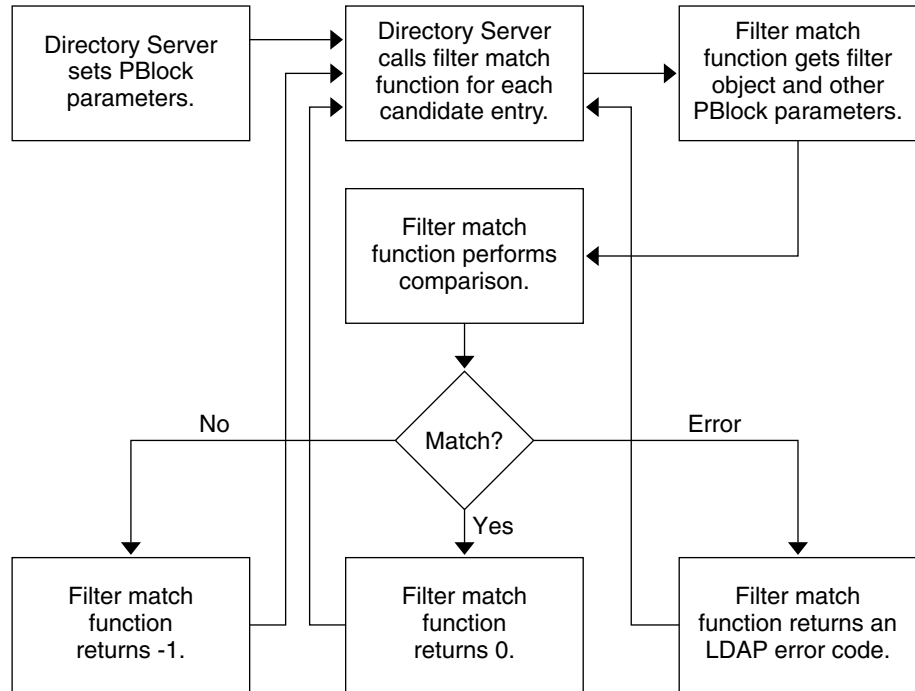 Directory Server
sets PBlock
parameters.
Directory Server
calls filter match
function for each
candidate entry.
Filter match
function gets filter
object and other
PBlock parameters.
Filter match
function performs
comparison.
Match?
No
Error
Yes
Filter match
function
returns -1.
Filter match
function
returns 0.
Filter match
function returns an
LDAP error code.